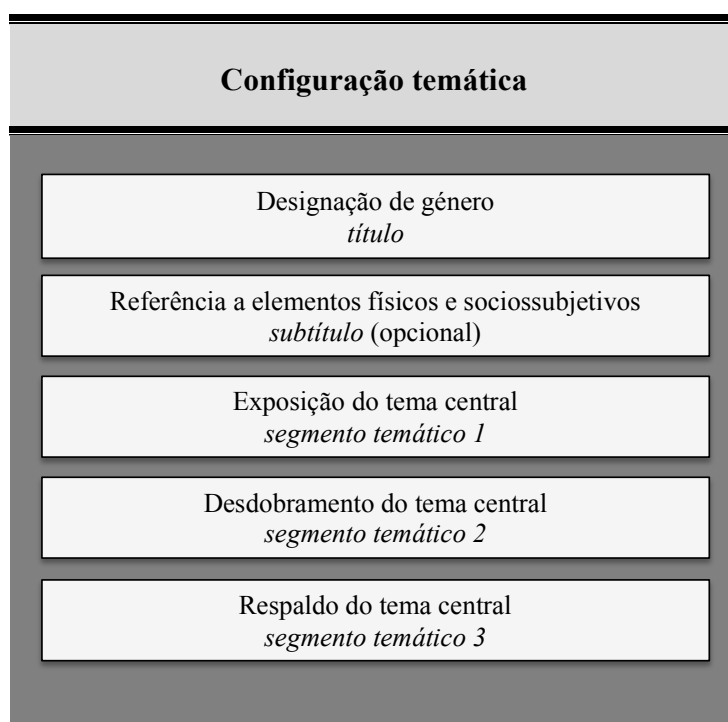 Configuração temática
Designação de género
título
Referência a elementos físicos e sociossubjetivos
subtítulo (opcional)
Exposição do tema central
segmento temático 1
Desdobramento do tema central
segmento temático 2
Respaldo do tema central
segmento temático 3